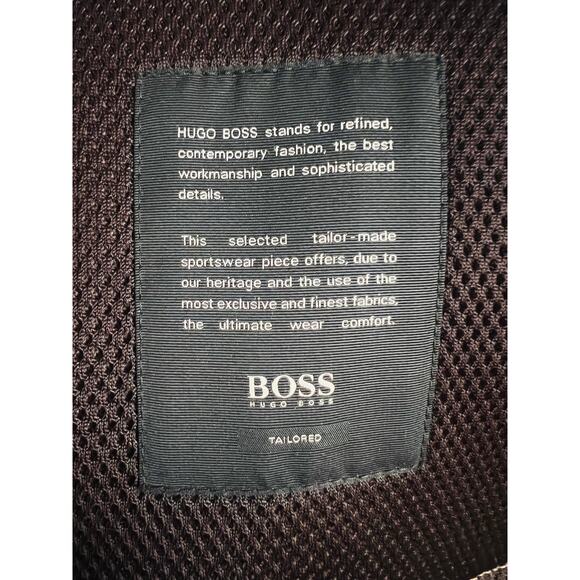 HUGO BOSS stands for refined,
contemporary fashion, the best
workmanship and sophisticated
details.
This selected tailor-made
sportswear piece offers, due to
our heritage and the use of the
most exclusive and finest fabrics,
the ultimate wear comfort.
BOSS
HUGO BOSS
TAILORED